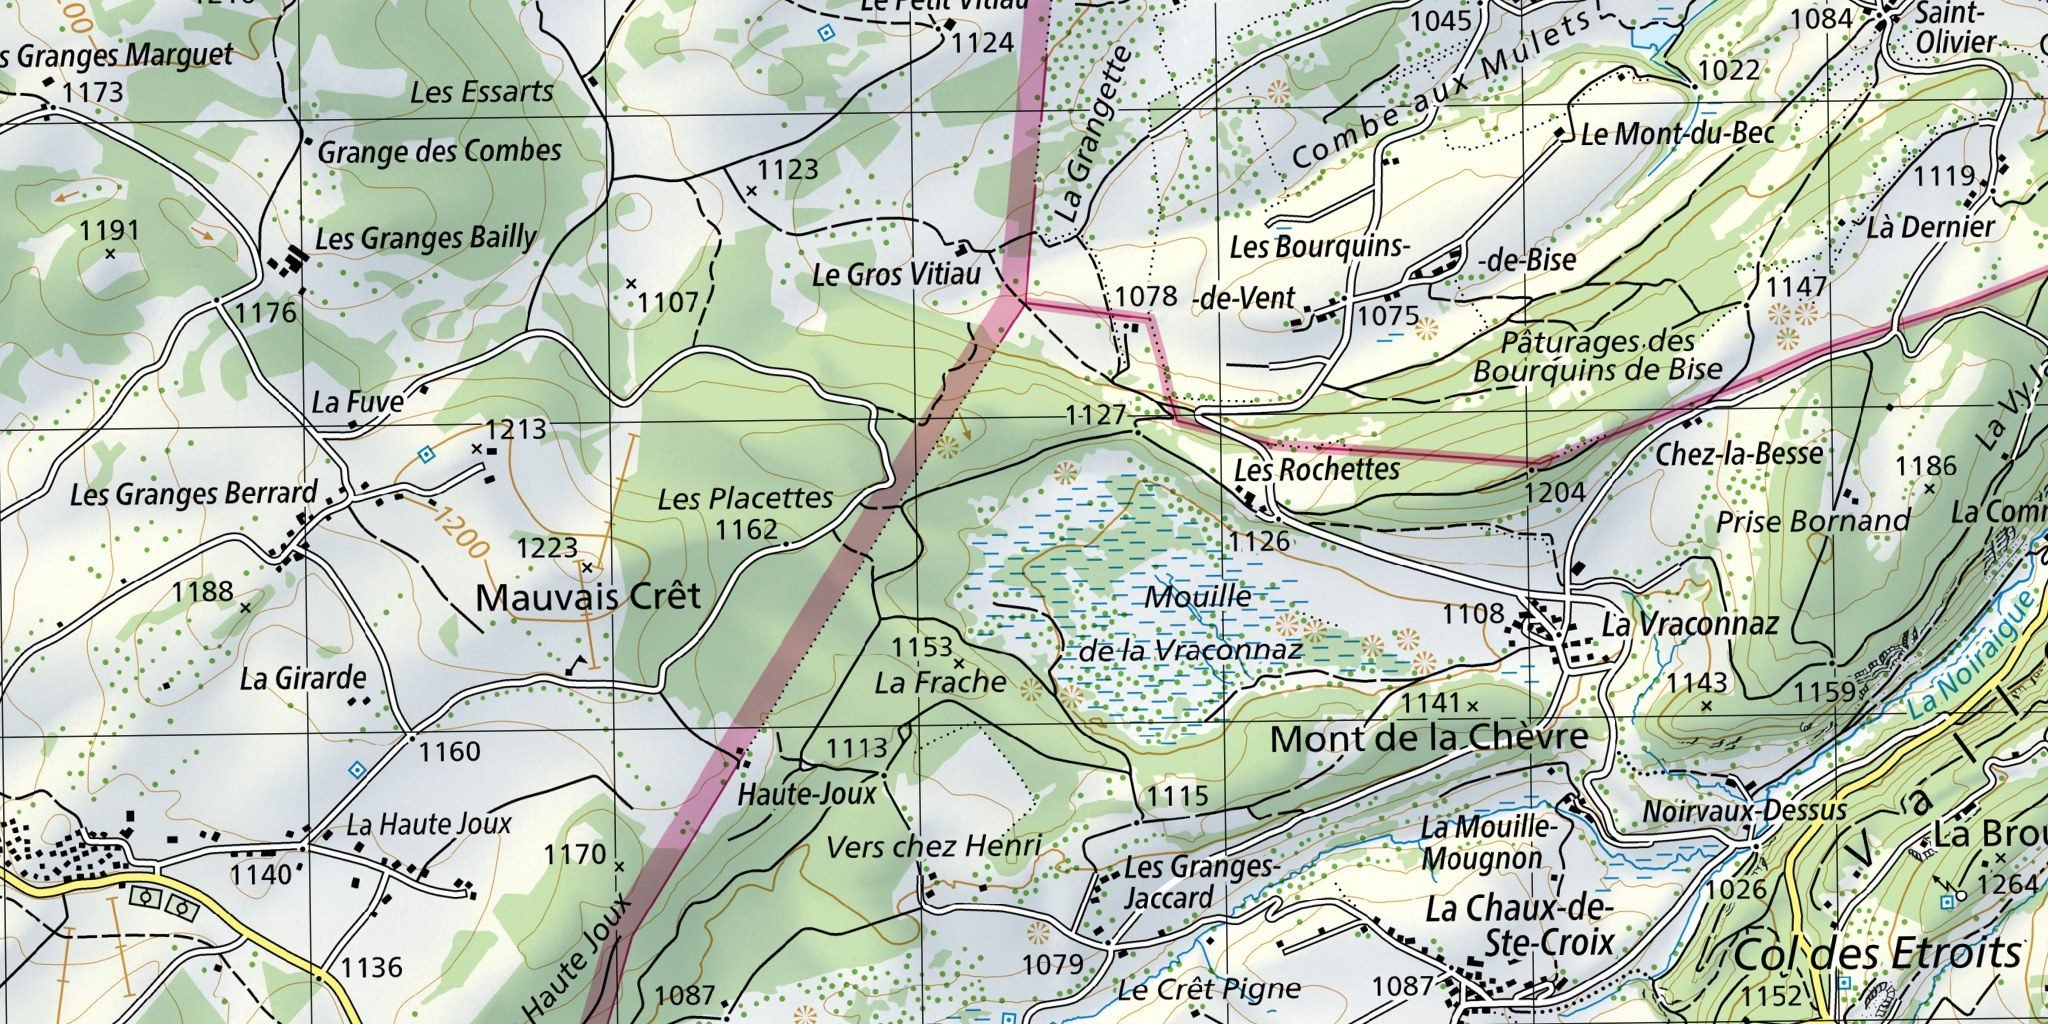 Le Petit Vitiau
1124
s Granges Marguet
1173
Les Essarts
Grange des Combes
1123
La Grangette
1045
Combe aux Mulets
1084
Saint-
Olivier
1022
Le Mont-du-Bec
1119
Là Dernier
1191
Les Granges Bailly
1107
1176
Le Gros Vitiau
1078
Les Bourquins-
-de-Vent
-de-Bise
1075
1147
Pâturages des
Bourquins de Bise
La Fuve
1213
1127
Les Rochettes
1204
Chez-la-Besse
1186
Prise Bornand
Les Granges Berrard
1200
1223
Mauvais Crêt
Les Placettes
1162
1126
1188
Mouille
de la Vraconnaz
1108
La Vraconnaz
La Noiraigue
1153
La Frache
La Girarde
1160
1141
1143
1159
Mont de la Chèvre
1113
Haute-Joux
1115
Noirvaux-Dessus
La Haute Joux
1140
1170
Vers chez Henri
Les Granges-
Jaccard
La Mouille-
Mougnon
1026
La Brou
1264
Va
La Chaux-de-
Ste-Croix
Col des Etroits
1136
Haute Joux
1087
1079
Le Crêt Pigne
1087
1152